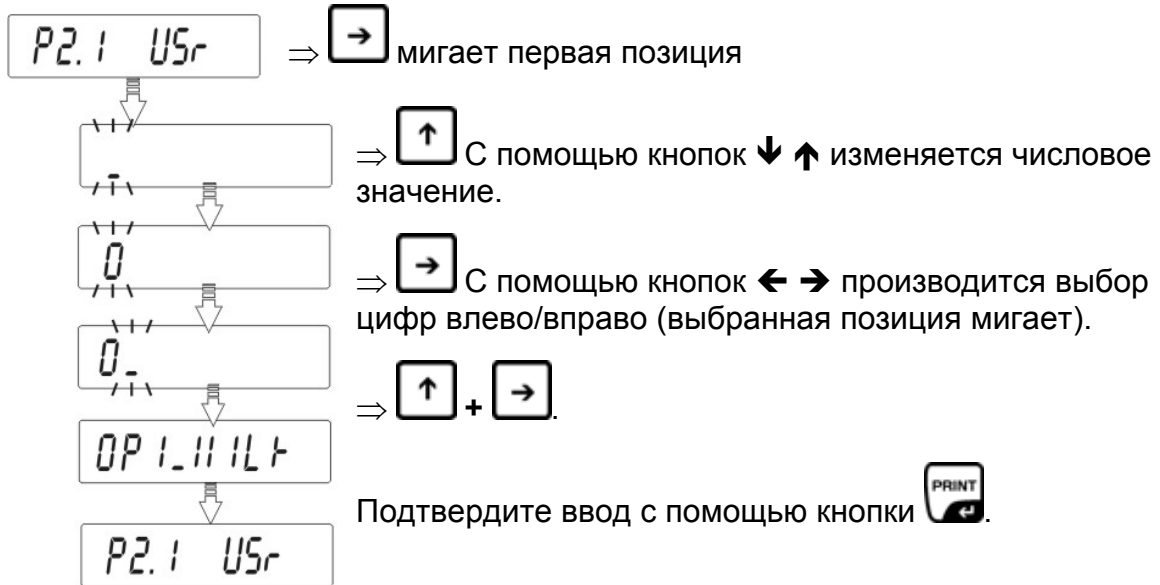 P2.1 USr ⇒ → мигает первая позиция
-
⇒ ↑ С помощью кнопок ↓ ↑ изменяется числовое
значение.
0
⇒ → С помощью кнопок ← → производится выбор
цифр влево/вправо (выбранная позиция мигает).
0_
⇒ ↑ + →.
OP1_
Подтвердите ввод с помощью кнопки PRINT.
P2.1 USr